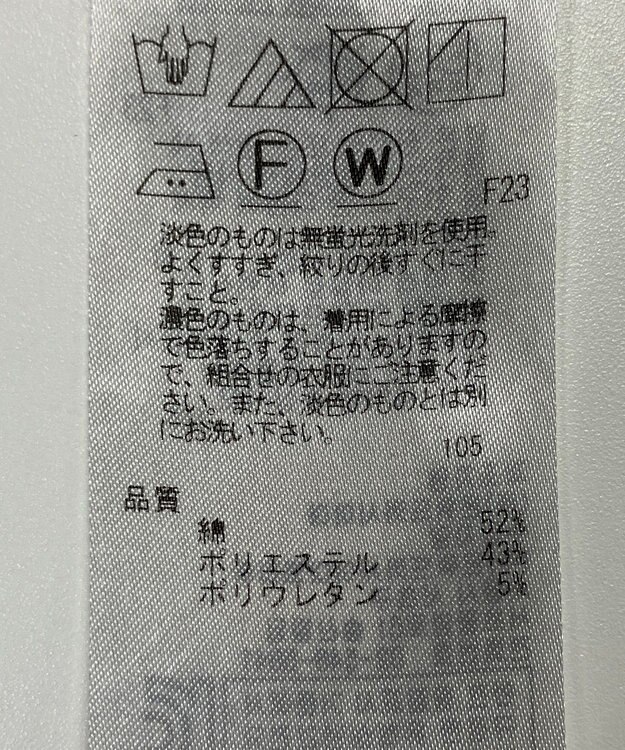 F W
F23
淡色のものは無蛍光洗剤を使用。
よくすすぎ、絞りの後すぐに干
すこと。
濃色のものは、着用による摩擦
で色落ちすることがありますの
で、組合せの衣服にご注意くだ
さい。また、淡色のものとは別
にお洗い下さい。
105
品質
綿 52%
ポリエステル 43%
ポリウレタン 5%